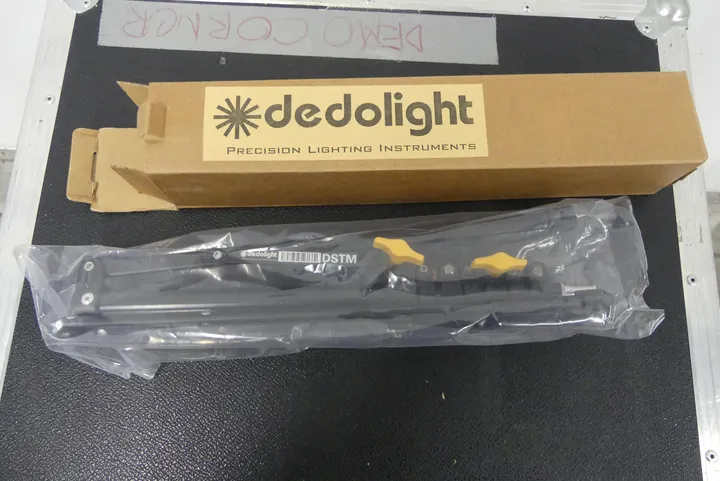 DEMO CORNER
dedolight
PRECISION LIGHTING INSTRUMENTS
dedolight DSTM